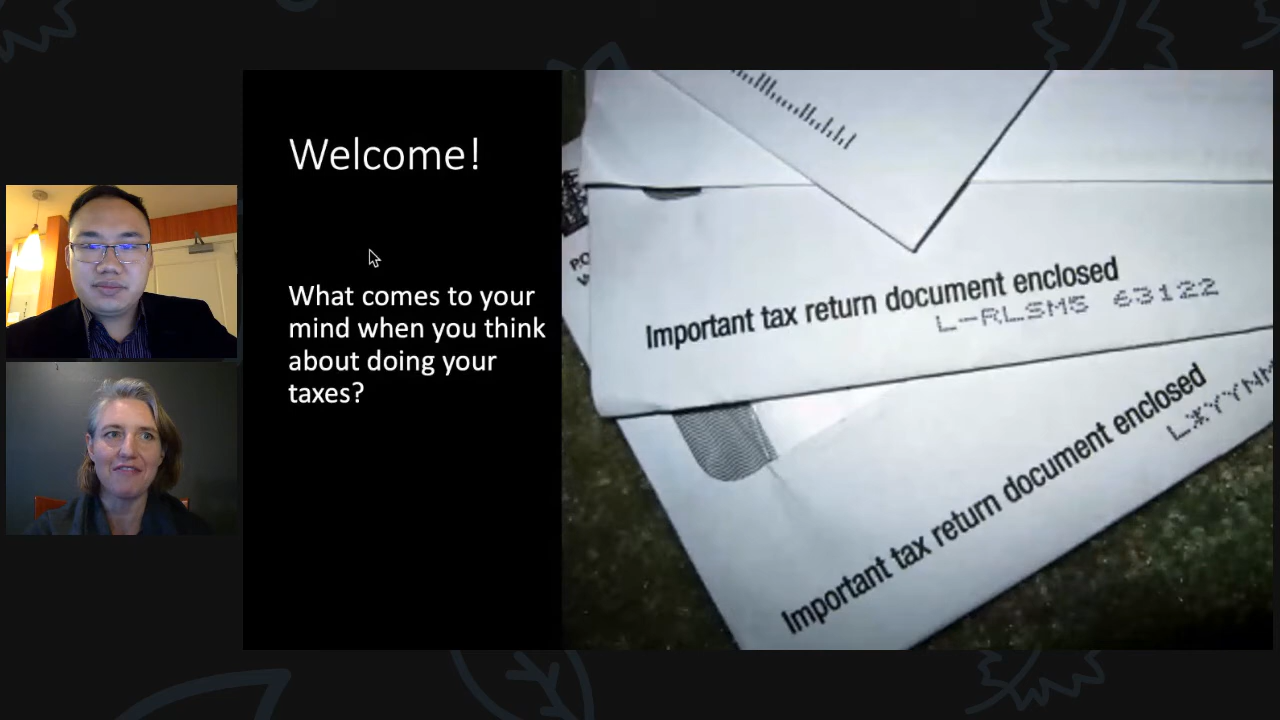 Welcome!
What comes to your
mind when you think
about doing your
taxes?
Important tax return document enclosed
L-RLSMS 63122
Important tax return document enclosed